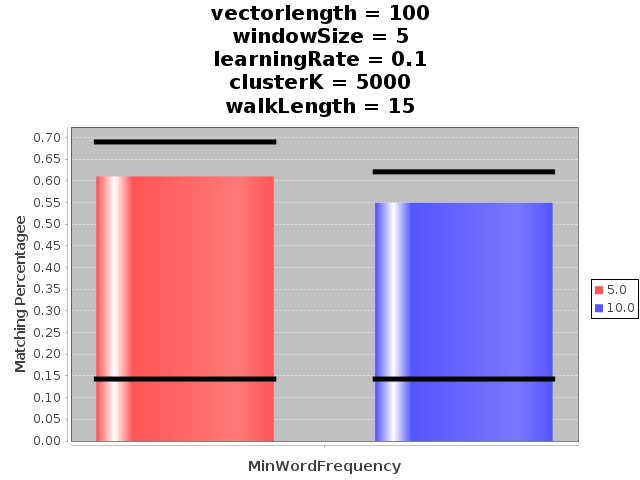 vectorlength = 100
windowSize = 5
learningRate = 0.1
clusterK = 5000
walkLength = 15
0.70
0.65
0.60
0.55
0.50
0.45
0.40
0.35
0.30
0.25
0.20
0.15
0.10
0.05
0.00
Matching Percentagee
MinWordFrequency
5.0
10.0